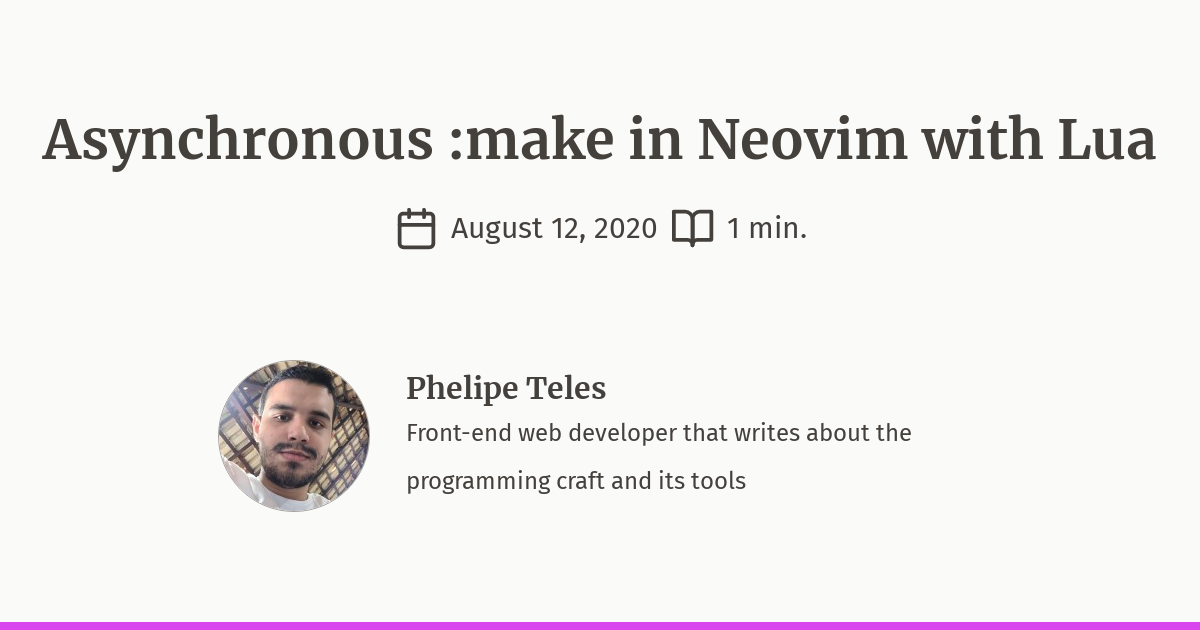 Asynchronous :make in Neovim with Lua
August 12, 2020 1 min.
Phelipe Teles
Front-end web developer that writes about the
programming craft and its tools